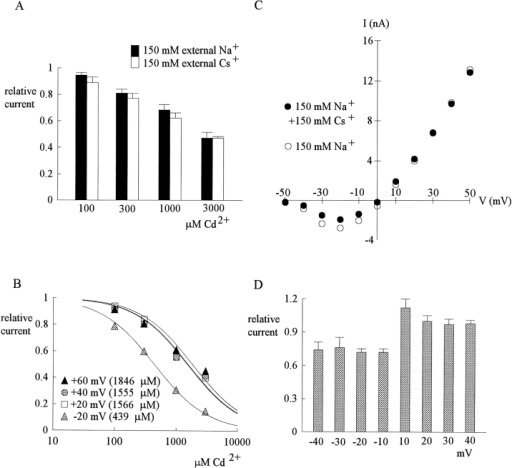 A
■ 150 mM external Na+
□ 150 mM external Cs+
relative
current
1
0.8
0.6
0.4
0.2
0
100 300 1000 3000
μM Cd2+
B
relative
current
1
0.8
0.6
0.4
0.2
0
▲ +60 mV (1846 μM)
+40 mV (1555 μM)
□ +20 mV (1566 μM)
-20 mV (439 μM)
10 100 1000 10000
μM Cd 2+
C
I (nA)
16
12
8
4
-4
● 150 mM Na+
+150 mM Cs+
○ 150 mM Na+
-50 -30 -10 10 30 50
V (mV)
D
relative
current
1.2
0.9
0.6
0.3
0
-40 -30 -20 -10 10 20 30 40
mV